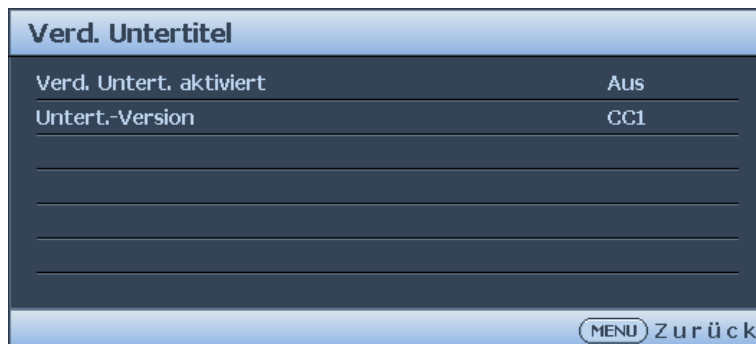 Verd. Untertitel
Verd. Untert. aktiviert Aus
Untert.-Version CC1
MENU Zurück